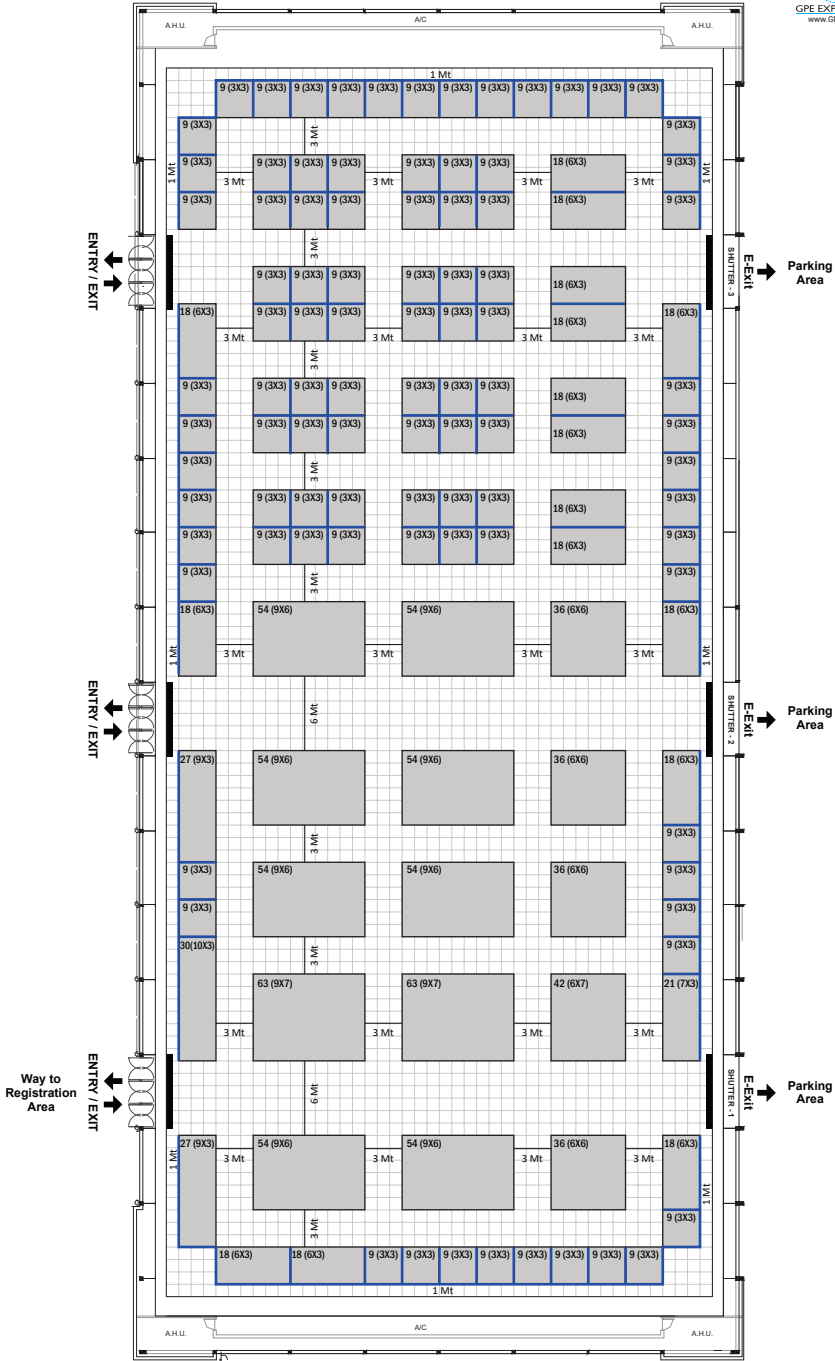 GPE EXP
www.G
A.H.U.
A/C
A.H.U.
1 Mt
9 (3X3) 9 (3X3) 9 (3X3) 9 (3X3) 9 (3X3) 9 (3X3) 9 (3X3) 9 (3X3) 9 (3X3) 9 (3X3) 9 (3X3) 9 (3X3)
9 (3X3) 3 Mt 9 (3X3)
1 Mt 9 (3X3) 9 (3X3) 9 (3X3) 9 (3X3) 9 (3X3) 9 (3X3) 9 (3X3) 18 (6X3) 9 (3X3) 1 Mt
3 Mt 3 Mt 3 Mt 3 Mt
9 (3X3) 9 (3X3) 9 (3X3) 9 (3X3) 9 (3X3) 9 (3X3) 9 (3X3) 18 (6X3) 9 (3X3)
3 Mt
ENTRY / EXIT
SHUTTER - 3
E-Exit
Parking
Area
9 (3X3) 9 (3X3) 9 (3X3) 9 (3X3) 9 (3X3) 9 (3X3) 18 (6X3)
18 (6X3) 9 (3X3) 9 (3X3) 9 (3X3) 9 (3X3) 9 (3X3) 9 (3X3) 18 (6X3) 18 (6X3)
3 Mt 3 Mt 3 Mt 3 Mt
3 Mt
9 (3X3) 9 (3X3) 9 (3X3) 9 (3X3) 9 (3X3) 9 (3X3) 9 (3X3) 18 (6X3) 9 (3X3)
9 (3X3) 9 (3X3) 9 (3X3) 9 (3X3) 9 (3X3) 9 (3X3) 9 (3X3) 18 (6X3) 9 (3X3)
9 (3X3) 3 Mt 9 (3X3)
9 (3X3) 9 (3X3) 9 (3X3) 9 (3X3) 9 (3X3) 9 (3X3) 9 (3X3) 18 (6X3) 9 (3X3)
9 (3X3) 9 (3X3) 9 (3X3) 9 (3X3) 9 (3X3) 9 (3X3) 9 (3X3) 18 (6X3) 9 (3X3)
9 (3X3) 3 Mt 9 (3X3)
18 (6X3) 54 (9X6) 54 (9X6) 36 (6X6) 18 (6X3)
1 Mt 3 Mt 3 Mt 3 Mt 3 Mt 1 Mt
6 Mt
ENTRY / EXIT
SHUTTER - 2
E-Exit
Parking
Area
27 (9X3) 54 (9X6) 54 (9X6) 36 (6X6) 18 (6X3)
3 Mt 9 (3X3)
9 (3X3) 54 (9X6) 54 (9X6) 36 (6X6) 9 (3X3)
9 (3X3) 9 (3X3)
30(10X3) 3 Mt 9 (3X3)
63 (9X7) 63 (9X7) 42 (6X7) 21 (7X3)
3 Mt 3 Mt 3 Mt 3 Mt
6 Mt
Way to
Registration
Area
ENTRY / EXIT
SHUTTER - 1
E-Exit
Parking
Area
27 (9X3) 54 (9X6) 54 (9X6) 36 (6X6) 18 (6X3)
1 Mt 3 Mt 3 Mt 3 Mt 3 Mt 1 Mt
3 Mt 9 (3X3)
18 (6X3) 18 (6X3) 9 (3X3) 9 (3X3) 9 (3X3) 9 (3X3) 9 (3X3) 9 (3X3) 9 (3X3) 9 (3X3)
1 Mt
A.H.U.
A/C
A.H.U.